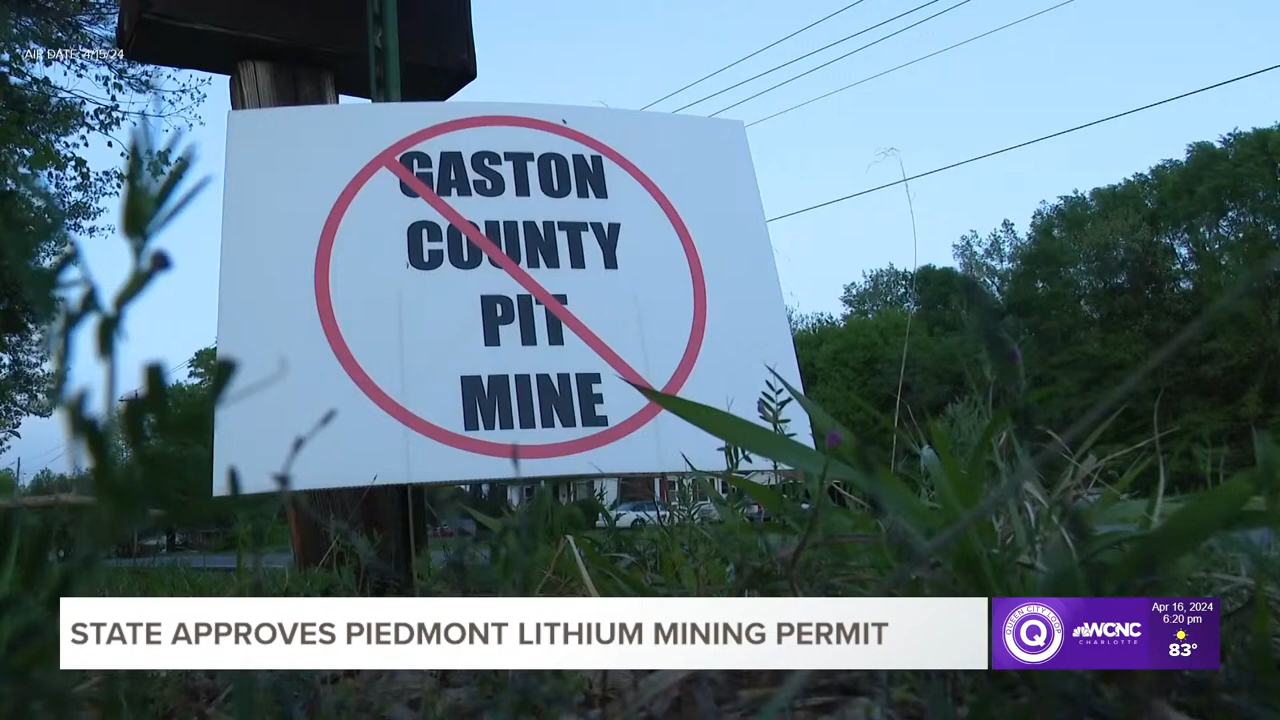 AIR DATE: 4/15/24
GASTON
COUNTY
PIT
MINE
STATE APPROVES PIEDMONT LITHIUM MINING PERMIT
QUEEN CITY LOOP
Q
WCNC
CHARLOTTE
Apr 16, 2024
6:20 pm
83°